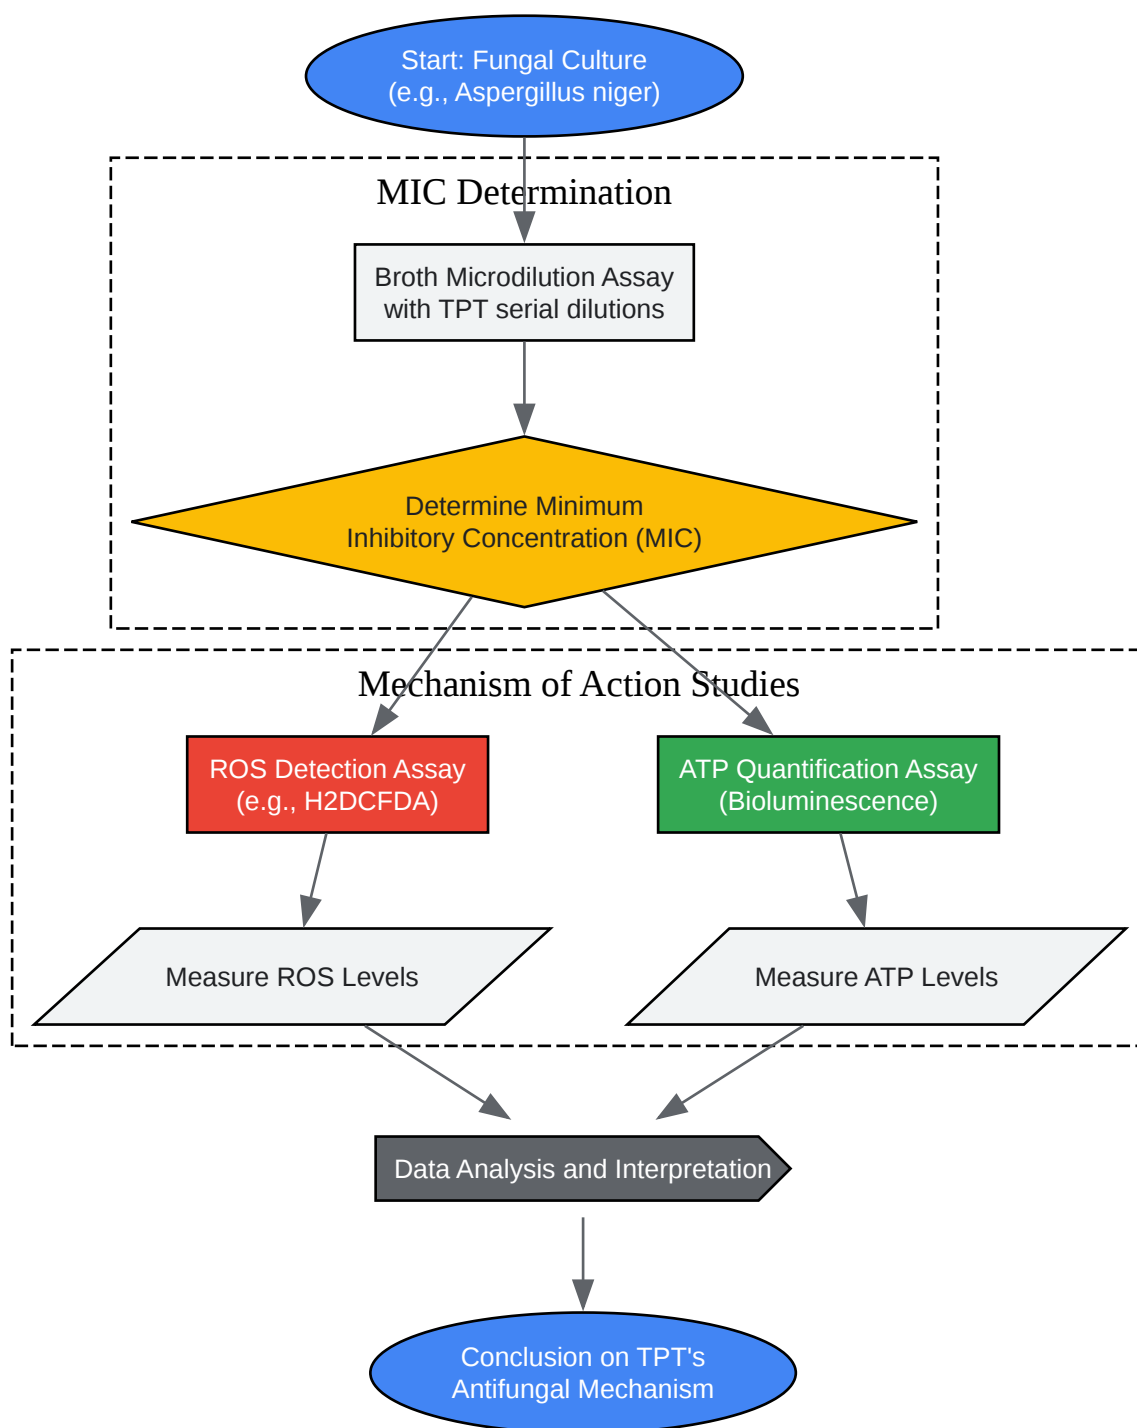 Start: Fungal Culture
(e.g., Aspergillus niger)
MIC Determination
Broth Microdilution Assay
with TPT serial dilutions
Determine Minimum
Inhibitory Concentration (MIC)
Mechanism of Action Studies
ROS Detection Assay
(e.g., H2DCFDA)
ATP Quantification Assay
(Bioluminescence)
Measure ROS Levels
Measure ATP Levels
Data Analysis and Interpretation
Conclusion on TPT's
Antifungal Mechanism